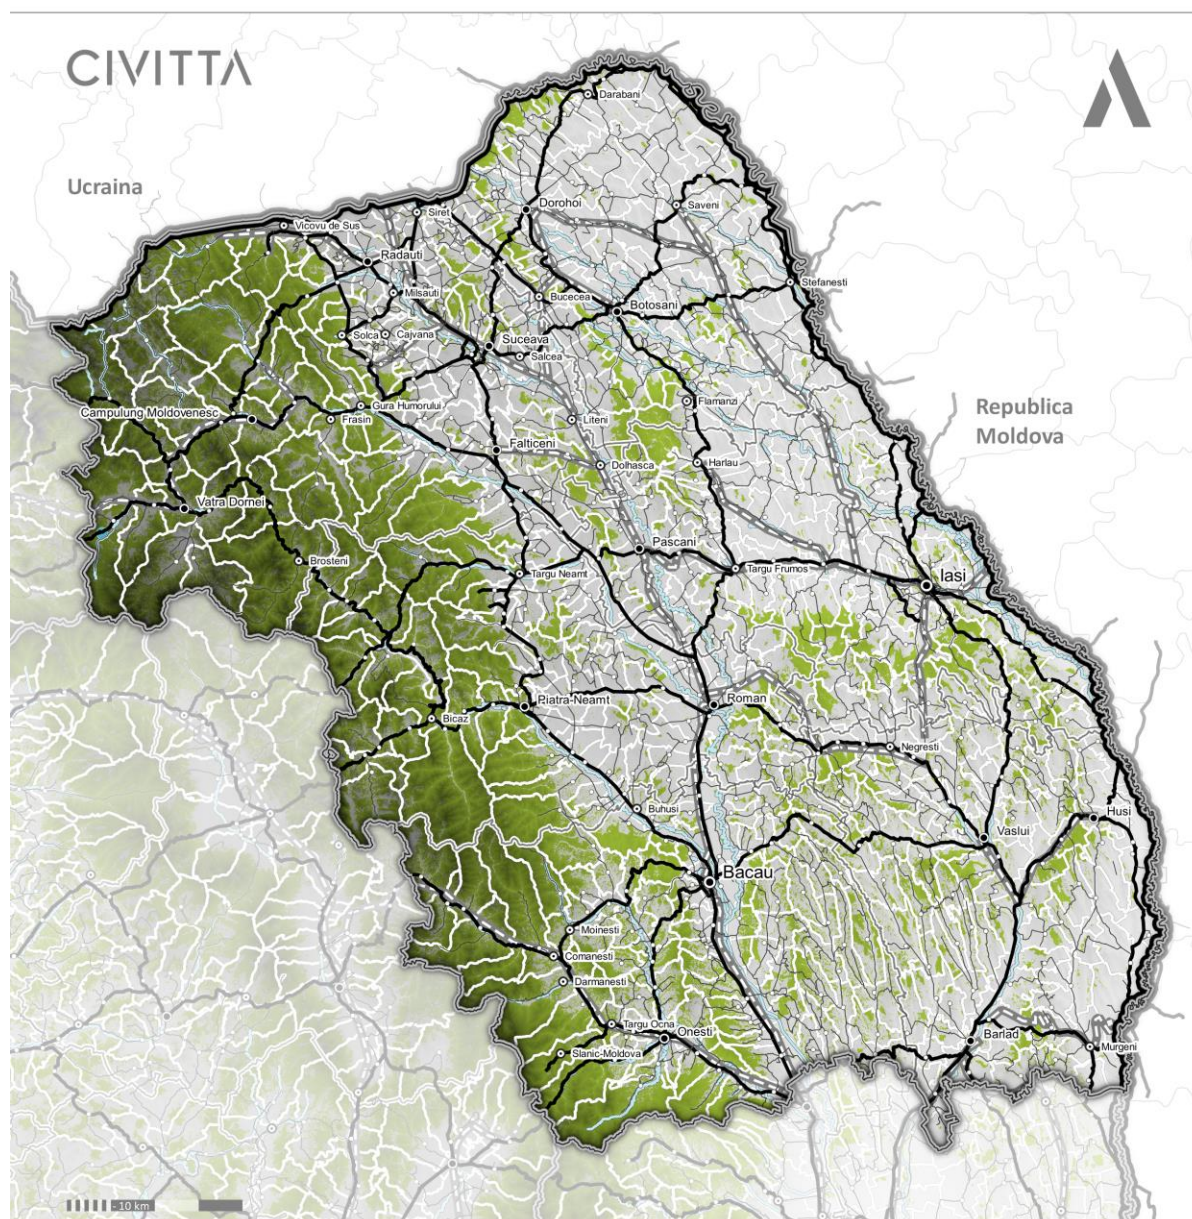 CIVITTA
Darabani
Ucraina
Siret
Dorohoi
Saveni
Vicovu de Sus
Radauti
Stefanesti
Milsauti
Bucecea
Botosani
Solca
Cajvana
Suceava
Salcea
Flamanzi
Republica
Moldova
Campulung Moldovenesc
Gura Humorului
Frasin
Liteni
Falticeni
Dolhasca
Harlau
Vatra Dornei
Pascani
Brosteni
Targu Neamt
Targu Frumos
Iasi
Piatra-Neamt
Roman
Bicaz
Negresti
Buhusi
Husi
Vaslui
Bacau
Moinesti
Comanesti
Darmanesti
Targu Ocna
Onesti
Barlad
Slanic-Moldova
Murgeni
10 km